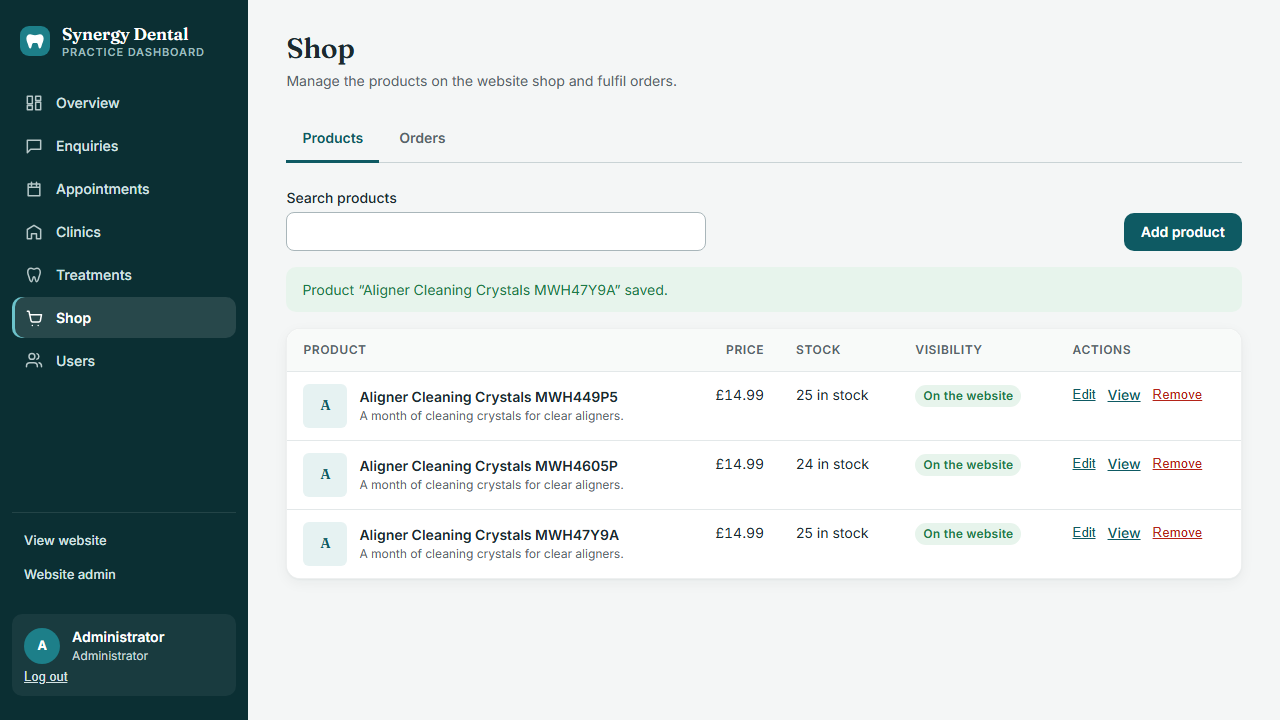 Synergy Dental
PRACTICE DASHBOARD
Overview
Enquiries
Appointments
Clinics
Treatments
Shop
Users
View website
Website admin
A
Administrator
Administrator
Log out
Shop
Manage the products on the website shop and fulfil orders.
Products Orders
Search products
Add product
Product “Aligner Cleaning Crystals MWH47Y9A” saved.
PRODUCT PRICE STOCK VISIBILITY ACTIONS
A Aligner Cleaning Crystals MWH449P5 £14.99 25 in stock On the website Edit View Remove
A month of cleaning crystals for clear aligners.
A Aligner Cleaning Crystals MWH4605P £14.99 24 in stock On the website Edit View Remove
A month of cleaning crystals for clear aligners.
A Aligner Cleaning Crystals MWH47Y9A £14.99 25 in stock On the website Edit View Remove
A month of cleaning crystals for clear aligners.